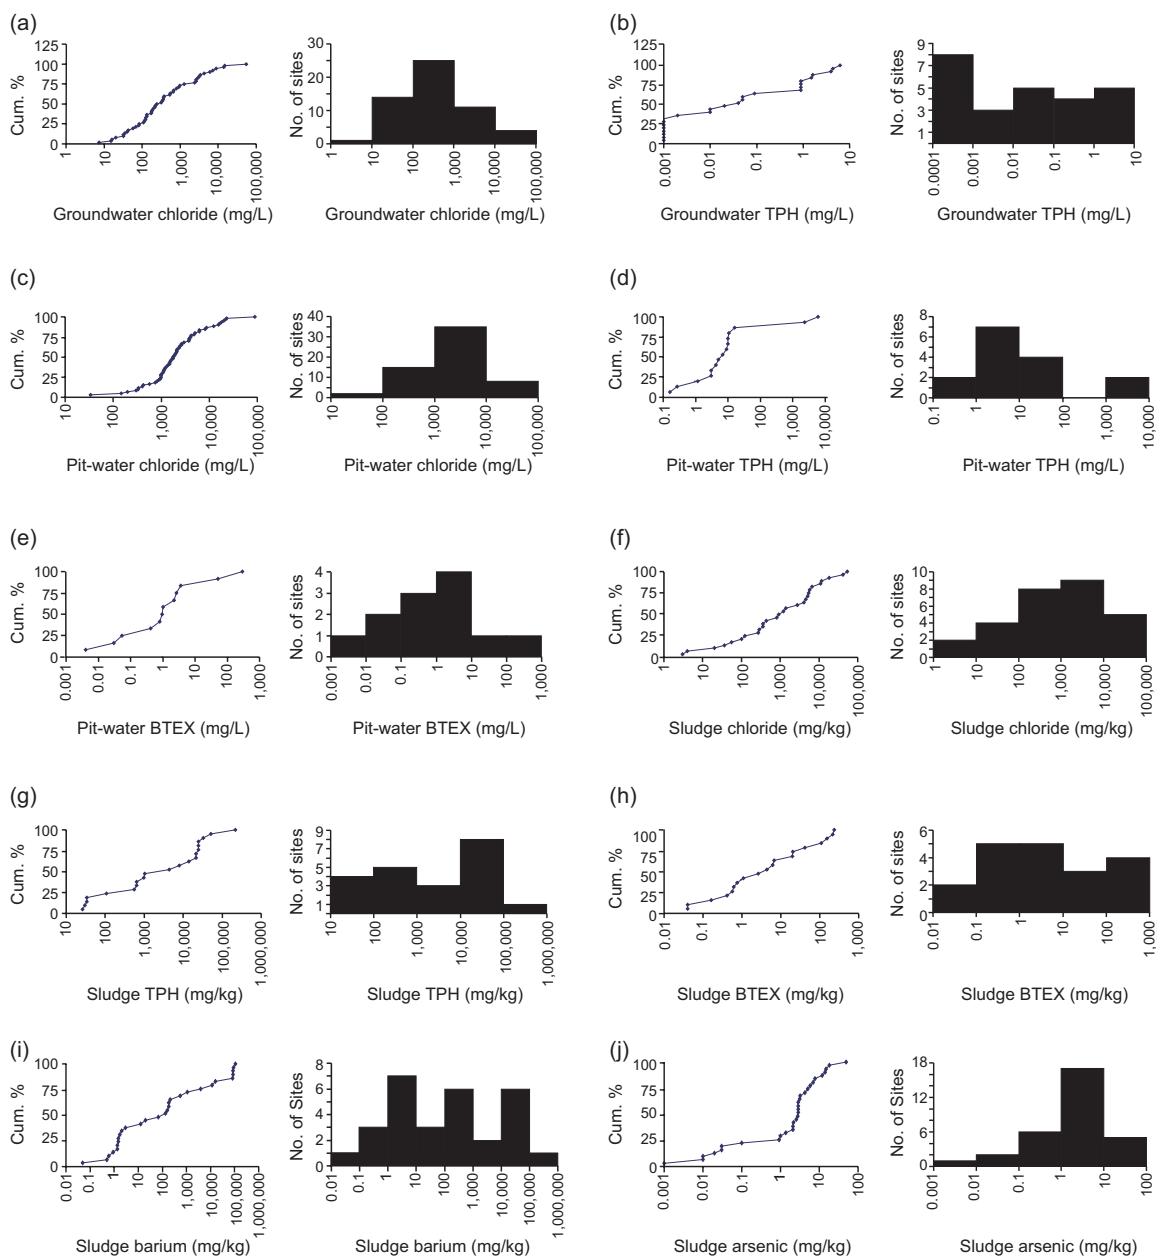 (a)
Cum. %
125
100
75
50
25
0
1 10 100 1,000 10,000 100,000
Groundwater chloride (mg/L)
No. of sites
30
20
10
0
1 10 100 1,000 10,000 100,000
Groundwater chloride (mg/L)
(b)
Cum. %
125
100
75
50
25
0
0.001 0.01 0.1 1 10
Groundwater TPH (mg/L)
No. of sites
9
7
5
3
1
0.0001 0.001 0.01 0.1 1 10
Groundwater TPH (mg/L)
(c)
Cum. %
100
75
50
25
0
10 100 1,000 10,000 100,000
Pit-water chloride (mg/L)
No. of sites
40
30
20
10
0
10 100 1,000 10,000 100,000
Pit-water chloride (mg/L)
(d)
Cum. %
100
75
50
25
0
0.1 1 10 100 1,000 10,000
Pit-water TPH (mg/L)
No. of sites
8
6
4
2
0
0.1 1 10 100 1,000 10,000
Pit-water TPH (mg/L)
(e)
Cum. %
100
75
50
25
0
0.001 0.01 0.1 1 10 100 1,000
Pit-water BTEX (mg/L)
No. of sites
4
3
2
1
0
0.001 0.01 0.1 1 10 100 1,000
Pit-water BTEX (mg/L)
(f)
Cum. %
100
75
50
25
0
1 10 100 1,000 10,000 100,000
Sludge chloride (mg/kg)
No. of sites
10
8
6
4
2
0
1 10 100 1,000 10,000 100,000
Sludge chloride (mg/kg)
(g)
Cum. %
100
75
50
25
0
10 100 1,000 10,000 100,000 1,000,000
Sludge TPH (mg/kg)
No. of sites
9
7
5
3
1
10 100 1,000 10,000 100,000 1,000,000
Sludge TPH (mg/kg)
(h)
Cum. %
100
75
50
25
0
0.01 0.1 1 10 100 1,000
Sludge BTEX (mg/kg)
No. of sites
6
4
2
0
0.01 0.1 1 10 100 1,000
Sludge BTEX (mg/kg)
(i)
Cum. %
100
75
50
25
0
0.01 0.1 1 10 100 1,000 10,000 100,000 1,000,000
Sludge barium (mg/kg)
No. of Sites
8
6
4
2
0
0.01 0.1 1 10 100 1,000 10,000 100,000 1,000,000
Sludge barium (mg/kg)
(j)
Cum. %
100
75
50
25
0
0.001 0.01 0.1 1 10 100
Sludge arsenic (mg/kg)
No. of Sites
18
12
6
0
0.001 0.01 0.1 1 10 100
Sludge arsenic (mg/kg)